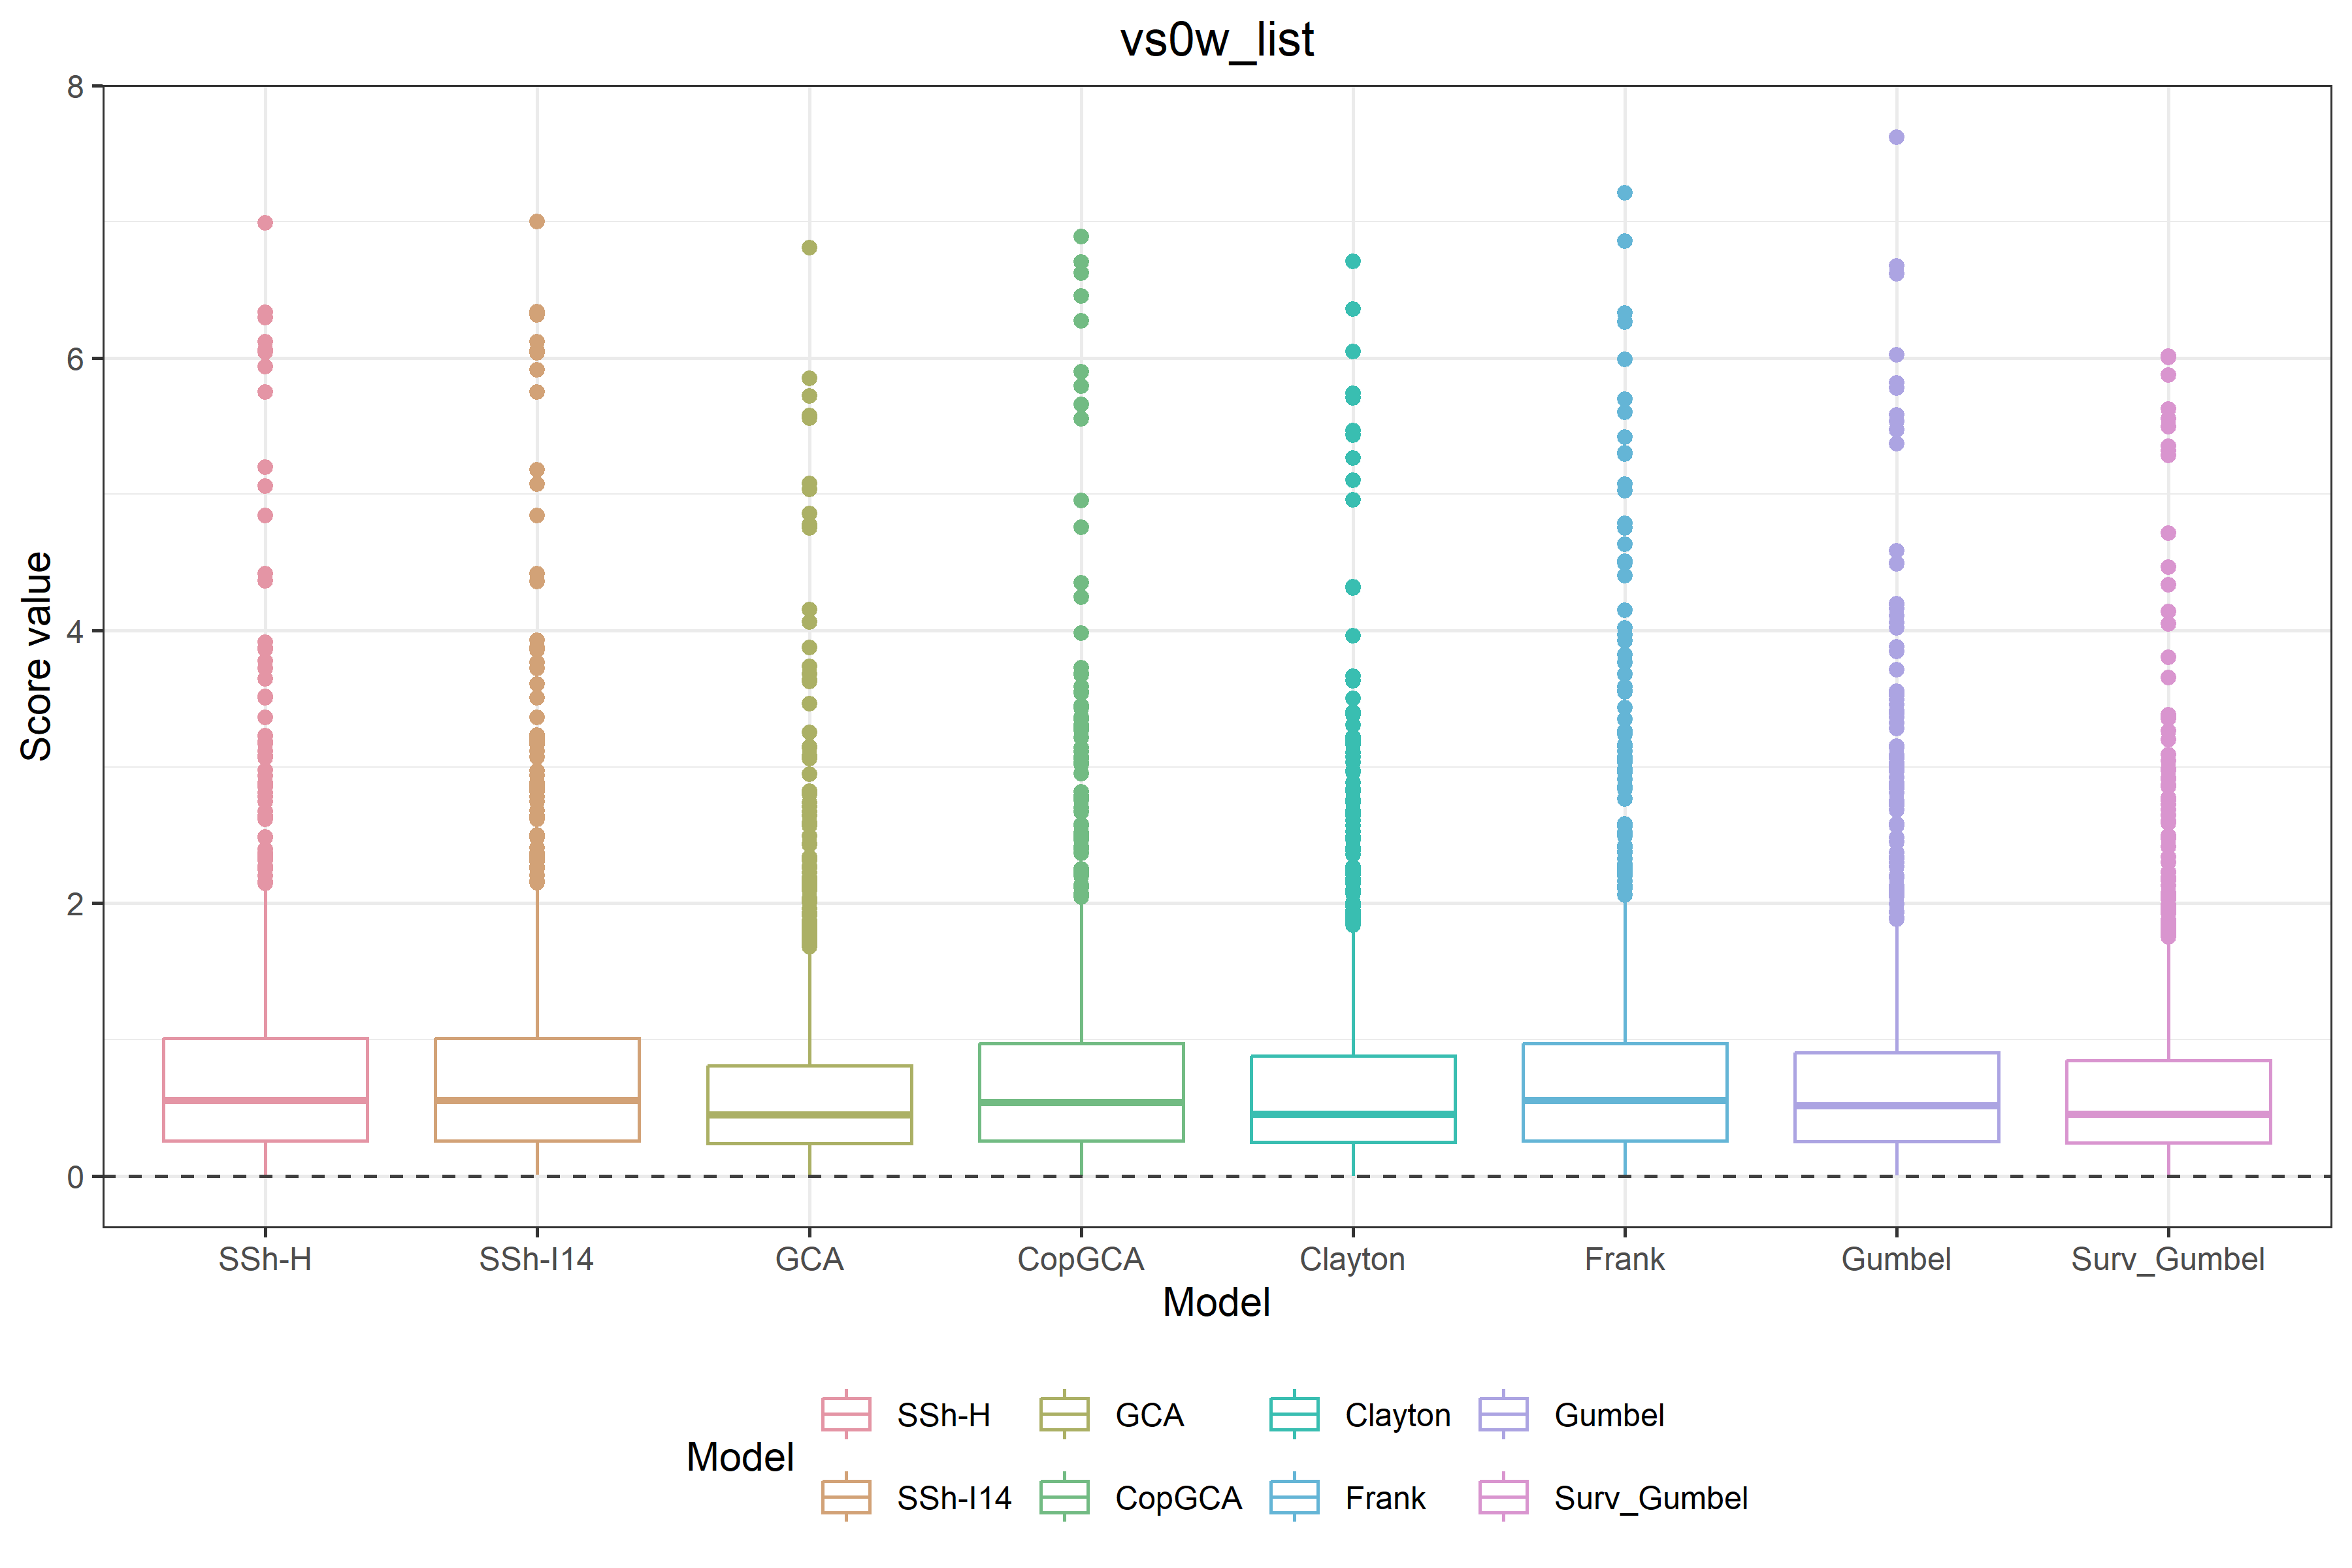 vs0w_list
8
6
4
2
0
Score value
SSh-H SSh-I14 GCA CopGCA Clayton Frank Gumbel Surv_Gumbel
Model
Model
SSh-H GCA Clayton Gumbel
SSh-I14 CopGCA Frank Surv_Gumbel